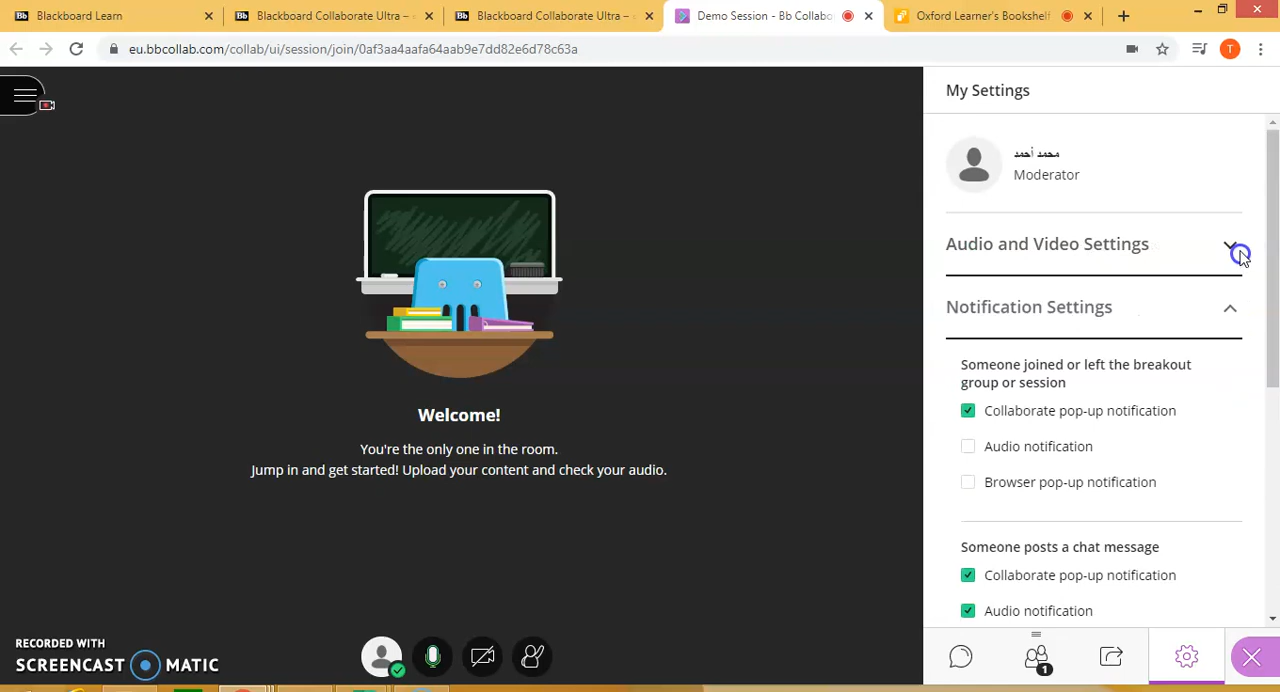 Bb Blackboard Learn
Bb Blackboard Collaborate Ultra –
Bb Blackboard Collaborate Ultra –
Demo Session - Bb Collabo
Oxford Learner's Bookshelf
eu.bbcollab.com/collab/ui/session/join/0af3aa4aafa64aab9e7dd82e6d78c63a
T
My Settings
محمد أحمد
Moderator
Audio and Video Settings
Notification Settings
Someone joined or left the breakout
group or session
Collaborate pop-up notification
Audio notification
Browser pop-up notification
Someone posts a chat message
Collaborate pop-up notification
Audio notification
Welcome!
You're the only one in the room.
Jump in and get started! Upload your content and check your audio.
RECORDED WITH
SCREENCAST MATIC
1